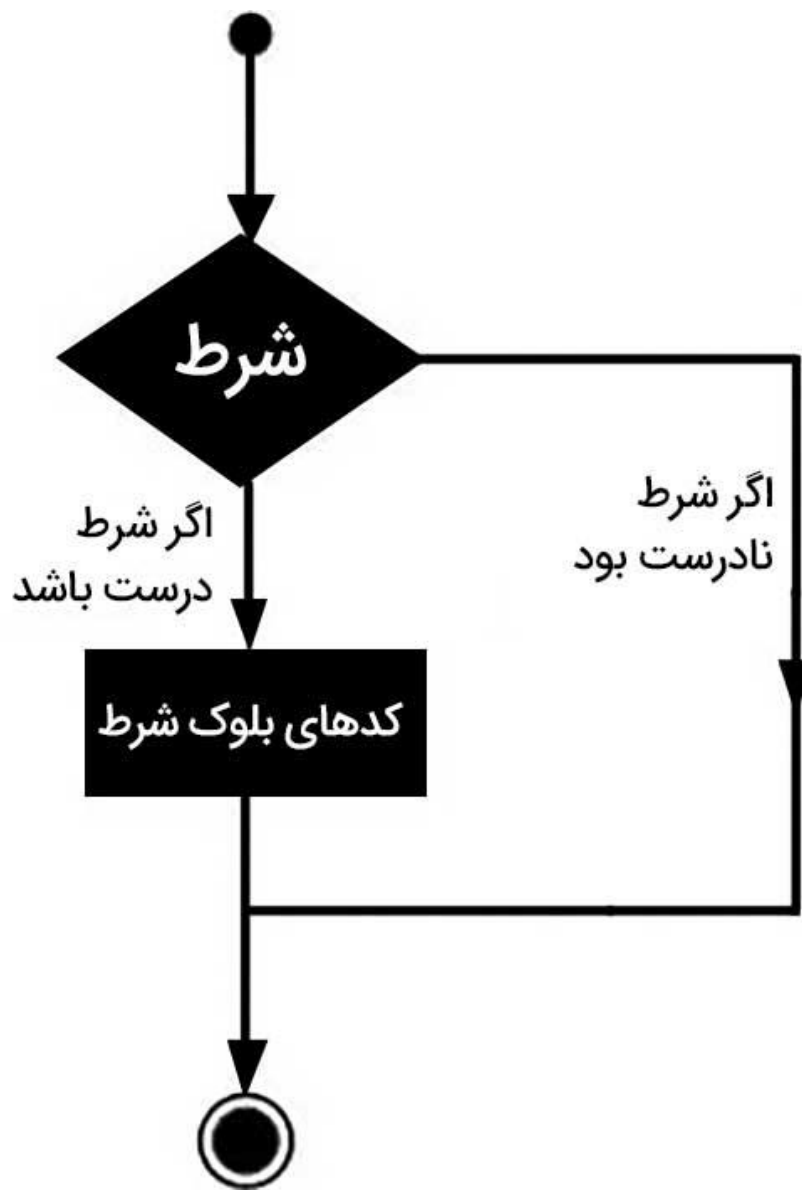 شرط
اگر شرط
نادرست بود
اگر شرط
درست باشد
کدهای بلوک شرط